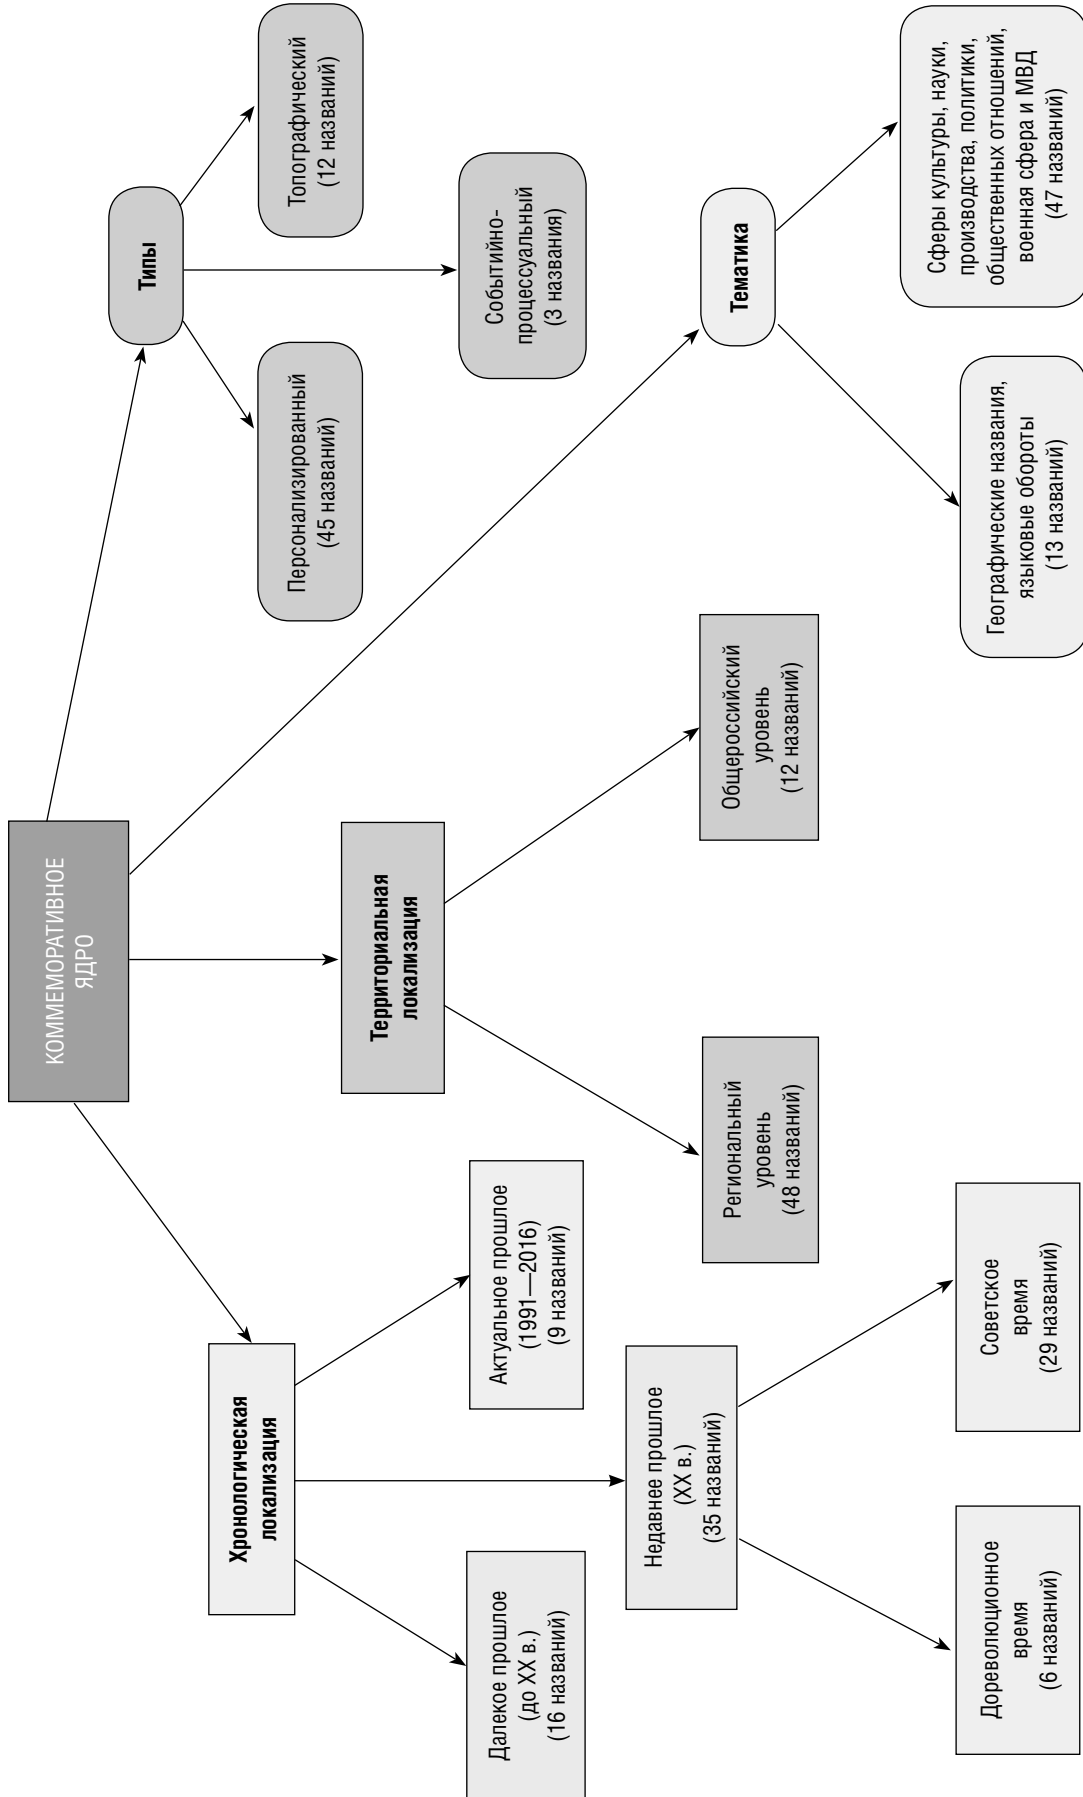 КОММЕМОРАТИВНОЕ
ЯДРО
Хронологическая
локализация
Далекое прошлое
(до XX в.)
(16 названий)
Актуальное прошлое
(1991—2016)
(9 названий)
Недавнее прошлое
(XX в.)
(35 названий)
Дореволюционное
время
(6 названий)
Советское
время
(29 названий)
Территориальная
локализация
Региональный
уровень
(48 названий)
Общероссийский
уровень
(12 названий)
Типы
Персонализированный
(45 названий)
Событийно-
процессуальный
(3 названия)
Топографический
(12 названий)
Тематика
Географические названия,
языковые обороты
(13 названий)
Сферы культуры, науки,
производства, политики,
общественных отношений,
военная сфера и МВД
(47 названий)